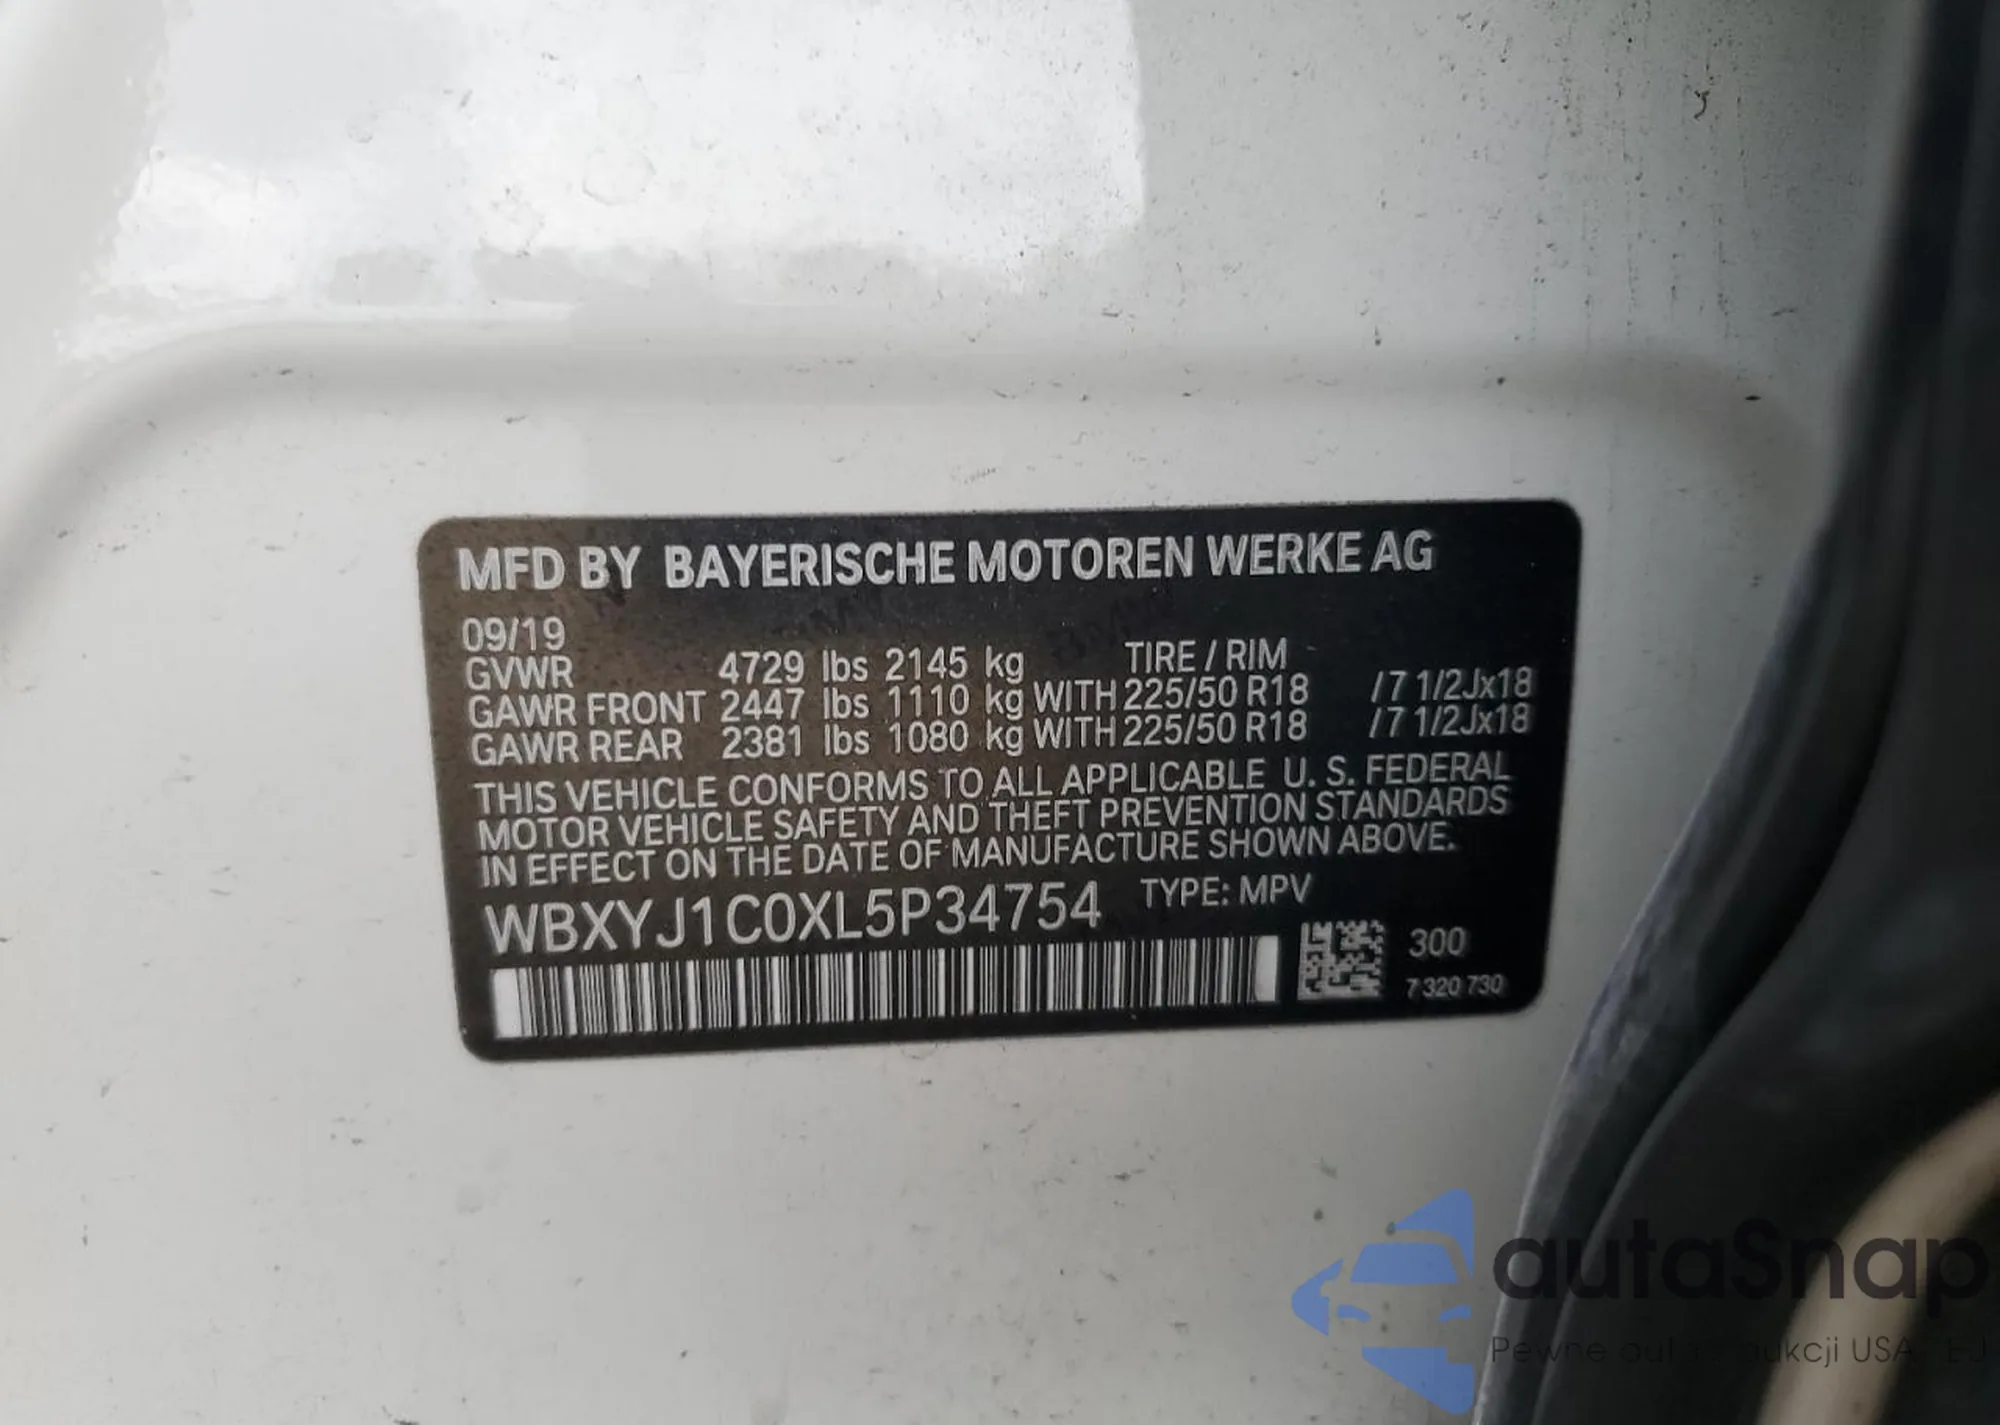 MFD BY BAYERISCHE MOTOREN WERKE AG
09/19
GVWR 4729 lbs 2145 kg TIRE / RIM
GAWR FRONT 2447 lbs 1110 kg WITH 225/50 R18 / 7 1/2Jx18
GAWR REAR 2381 lbs 1080 kg WITH 225/50 R18 / 7 1/2Jx18
THIS VEHICLE CONFORMS TO ALL APPLICABLE U. S. FEDERAL
MOTOR VEHICLE SAFETY AND THEFT PREVENTION STANDARDS
IN EFFECT ON THE DATE OF MANUFACTURE SHOWN ABOVE.
WBXYJ1C0XL5P34754 TYPE: MPV
300
7 320 730
autaSnap
Pewne USA